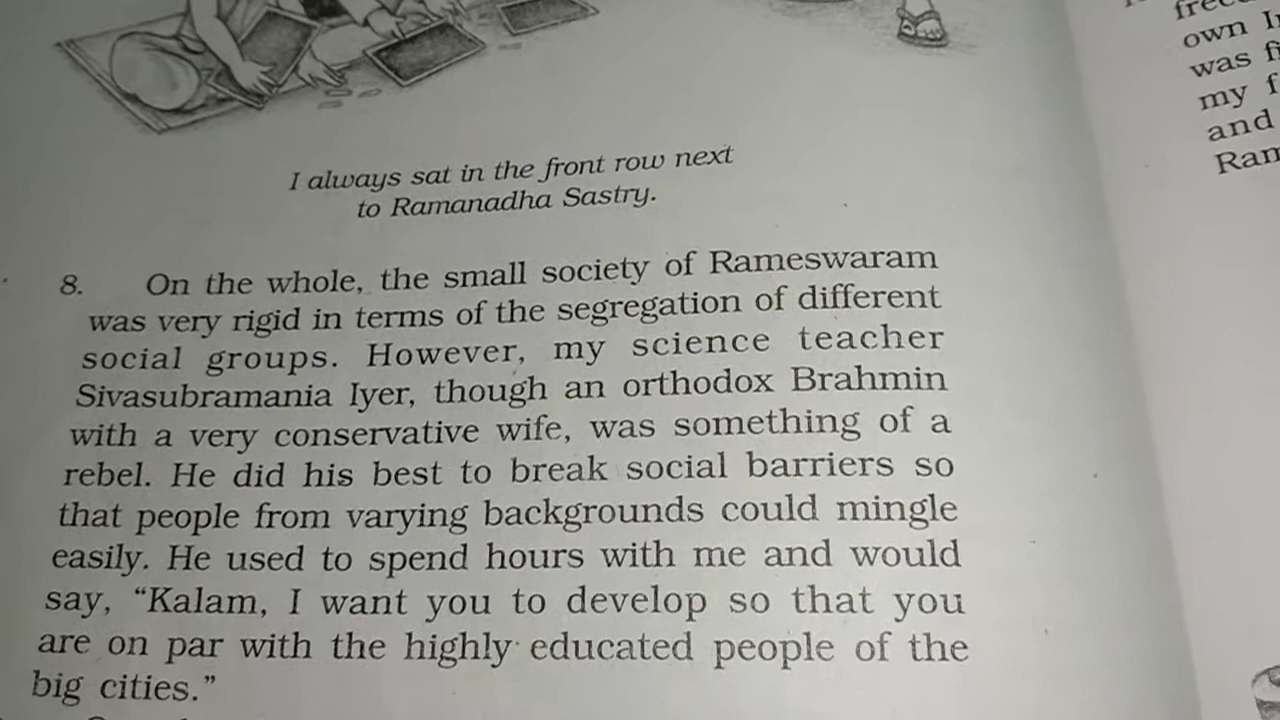 I always sat in the front row next
to Ramanadha Sastry.
8. On the whole, the small society of Rameswaram
was very rigid in terms of the segregation of different
social groups. However, my science teacher
Sivasubramania Iyer, though an orthodox Brahmin
with a very conservative wife, was something of a
rebel. He did his best to break social barriers so
that people from varying backgrounds could mingle
easily. He used to spend hours with me and would
say, “Kalam, I want you to develop so that you
are on par with the highly educated people of the
big cities.”
own
was
my
and